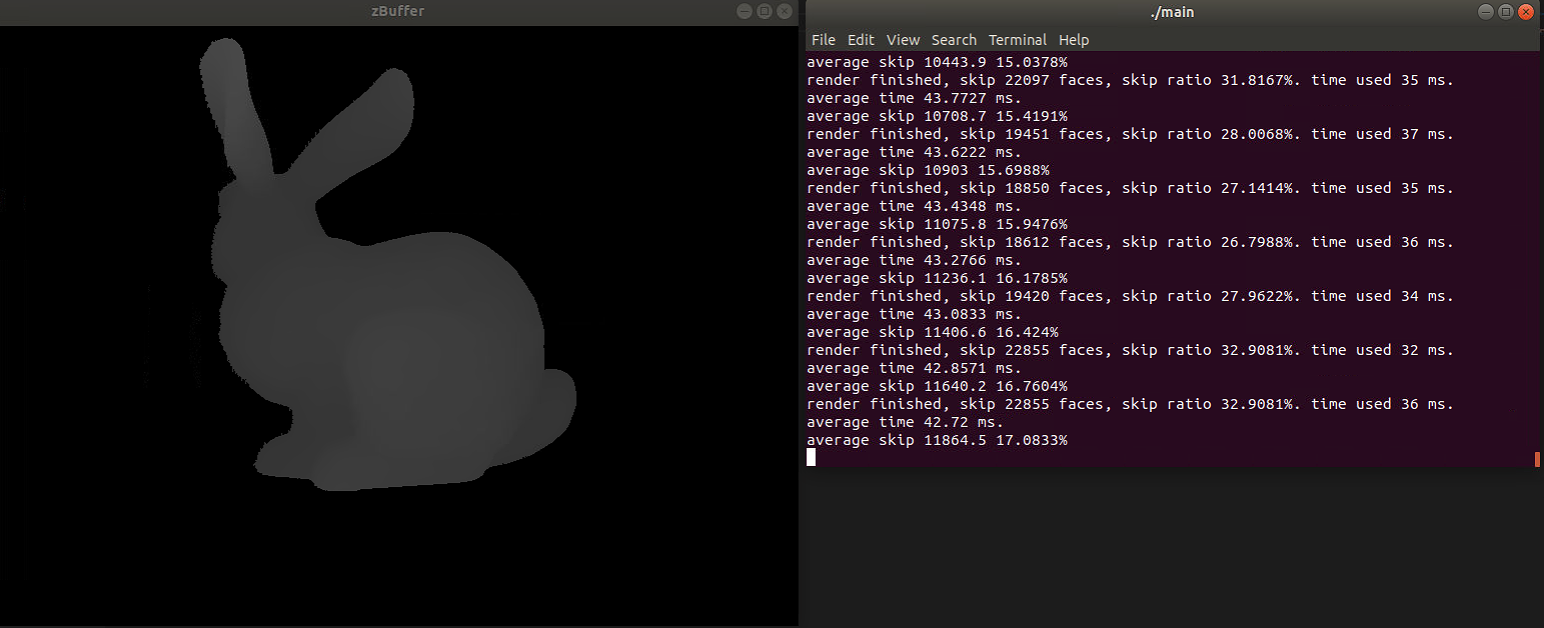 zBuffer
./main
File Edit View Search Terminal Help
average skip 10443.9 15.0378%
render finished, skip 22097 faces, skip ratio 31.8167%. time used 35 ms.
average time 43.7727 ms.
average skip 10708.7 15.4191%
render finished, skip 19451 faces, skip ratio 28.0068%. time used 37 ms.
average time 43.6222 ms.
average skip 10903 15.6988%
render finished, skip 18850 faces, skip ratio 27.1414%. time used 35 ms.
average time 43.4348 ms.
average skip 11075.8 15.9476%
render finished, skip 18612 faces, skip ratio 26.7988%. time used 36 ms.
average time 43.2766 ms.
average skip 11236.1 16.1785%
render finished, skip 19420 faces, skip ratio 27.9622%. time used 34 ms.
average time 43.0833 ms.
average skip 11406.6 16.424%
render finished, skip 22855 faces, skip ratio 32.9081%. time used 32 ms.
average time 42.8571 ms.
average skip 11640.2 16.7604%
render finished, skip 22855 faces, skip ratio 32.9081%. time used 36 ms.
average time 42.72 ms.
average skip 11864.5 17.0833%